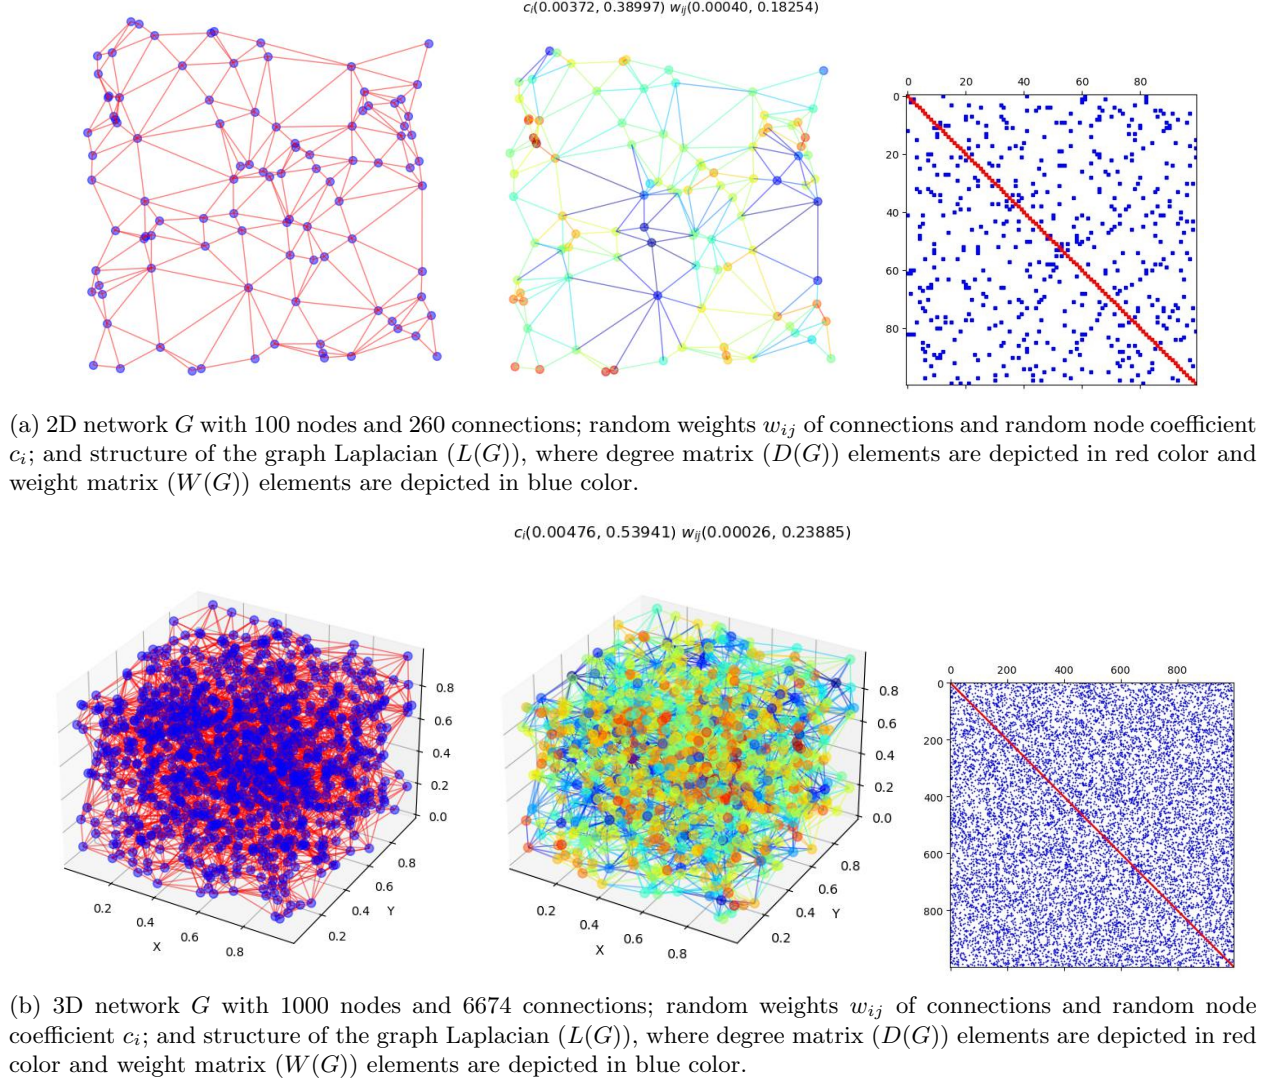 c_i(0.00372, 0.38997) w_ij(0.00040, 0.18254)
0 20 40 60 80
0
20
40
60
80
(a) 2D network G with 100 nodes and 260 connections; random weights w_ij of connections and random node coefficient
c_i; and structure of the graph Laplacian (L(G)), where degree matrix (D(G)) elements are depicted in red color and
weight matrix (W(G)) elements are depicted in blue color.
c_i(0.00476, 0.53941) w_ij(0.00026, 0.23885)
0.2 0.4 0.6 0.8
X
0.2 0.4 0.6 0.8
Y
0.0 0.2 0.4 0.6 0.8
0.2 0.4 0.6 0.8
X
0.2 0.4 0.6 0.8
Y
0.0 0.2 0.4 0.6 0.8
0 200 400 600 800
0
200
400
600
800
(b) 3D network G with 1000 nodes and 6674 connections; random weights w_ij of connections and random node
coefficient c_i; and structure of the graph Laplacian (L(G)), where degree matrix (D(G)) elements are depicted in red
color and weight matrix (W(G)) elements are depicted in blue color.